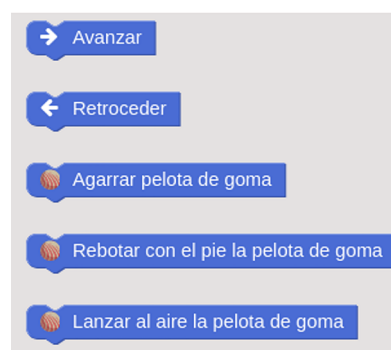 Avanzar
Retroceder
Agarrar pelota de goma
Rebotar con el pie la pelota de goma
Lanzar al aire la pelota de goma